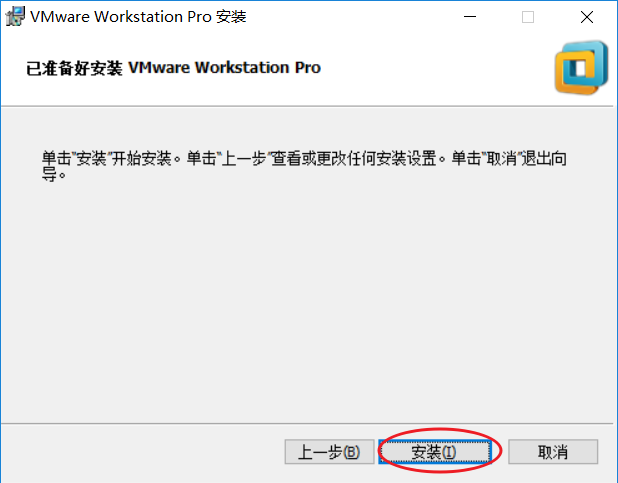 VMware Workstation Pro 安装
已准备好安装 VMware Workstation Pro
单击“安装”开始安装。单击“上一步”查看或更改任何安装设置。单击“取消”退出向
导。
上一步(B) 安装(I) 取消